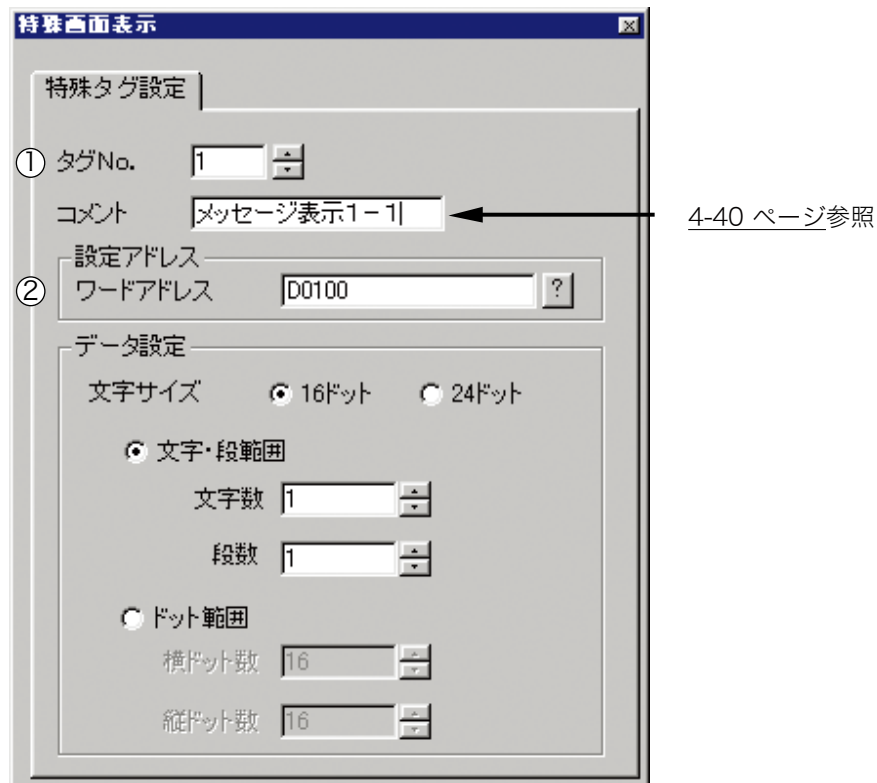 特殊画面表示
特殊タグ設定
① タグNo. 1
コメント メッセージ表示1−1 4-40 ページ参照
設定アドレス
② ワードアドレス D0100 ?
データ設定
文字サイズ 16ドット 24ドット
文字・段範囲
文字数 1
段数 1
ドット範囲
横ドット数 16
縦ドット数 16